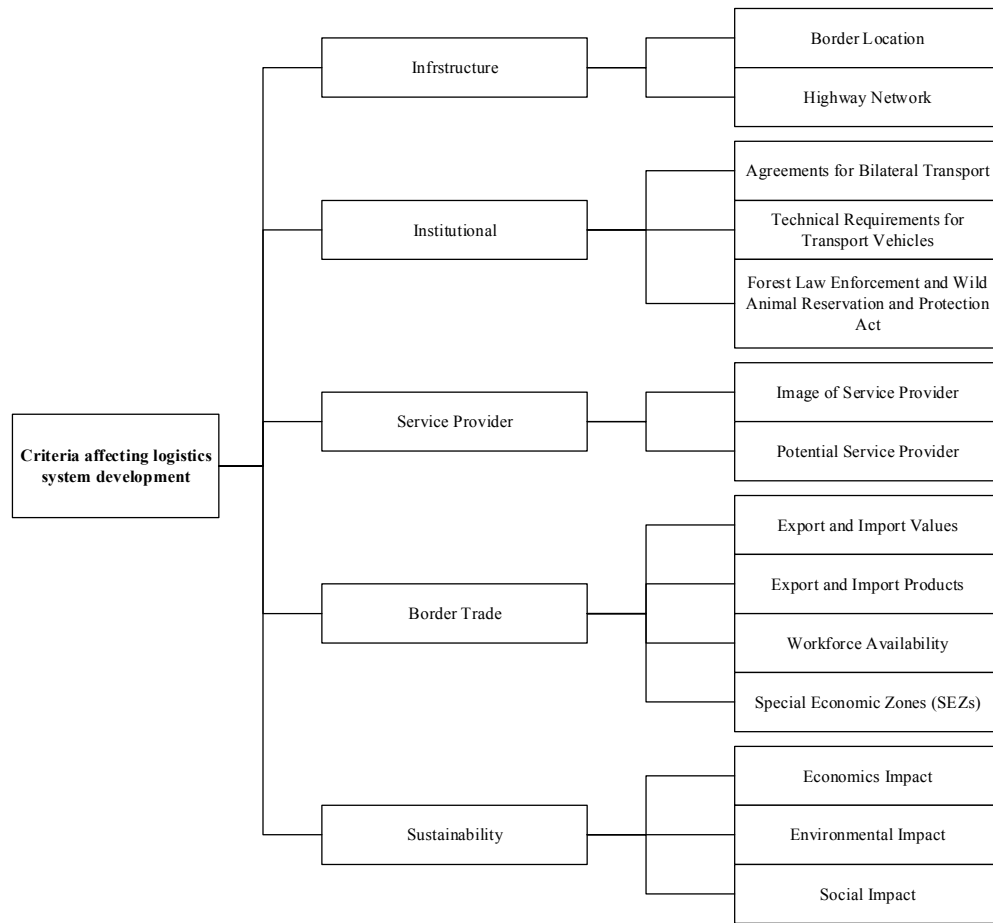 Criteria affecting logistics
system development
Infrstructure
Border Location
Highway Network
Institutional
Agreements for Bilateral Transport
Technical Requirements for
Transport Vehicles
Forest Law Enforcement and Wild
Animal Reservation and Protection
Act
Service Provider
Image of Service Provider
Potential Service Provider
Border Trade
Export and Import Values
Export and Import Products
Workforce Availability
Special Economic Zones (SEZs)
Sustainability
Economics Impact
Environmental Impact
Social Impact